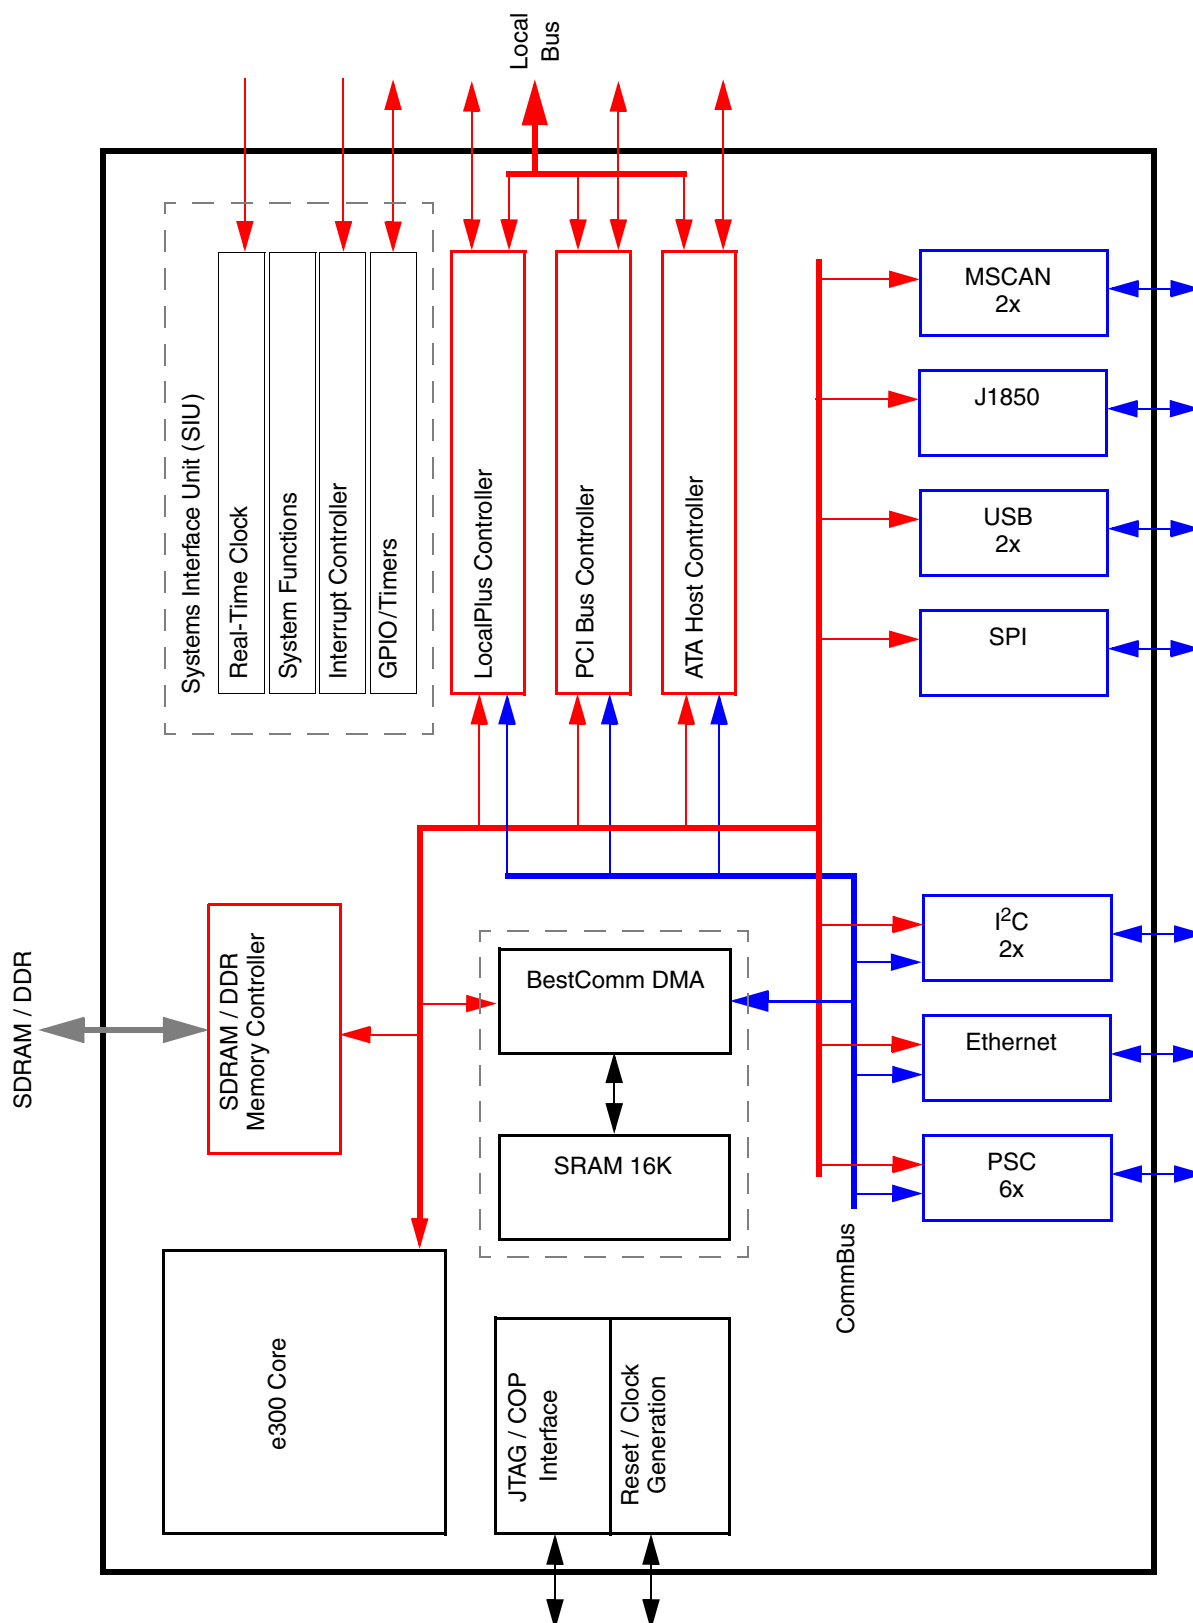 Local
Bus
Systems Interface Unit (SIU)
Real-Time Clock
System Functions
Interrupt Controller
GPIO/Timers
LocalPlus Controller
PCI Bus Controller
ATA Host Controller
MSCAN
2x
J1850
USB
2x
SPI
SDRAM / DDR
SDRAM / DDR
Memory Controller
BestComm DMA
SRAM 16K
I²C
2x
Ethernet
PSC
6x
CommBus
e300 Core
JTAG / COP
Interface
Reset / Clock
Generation